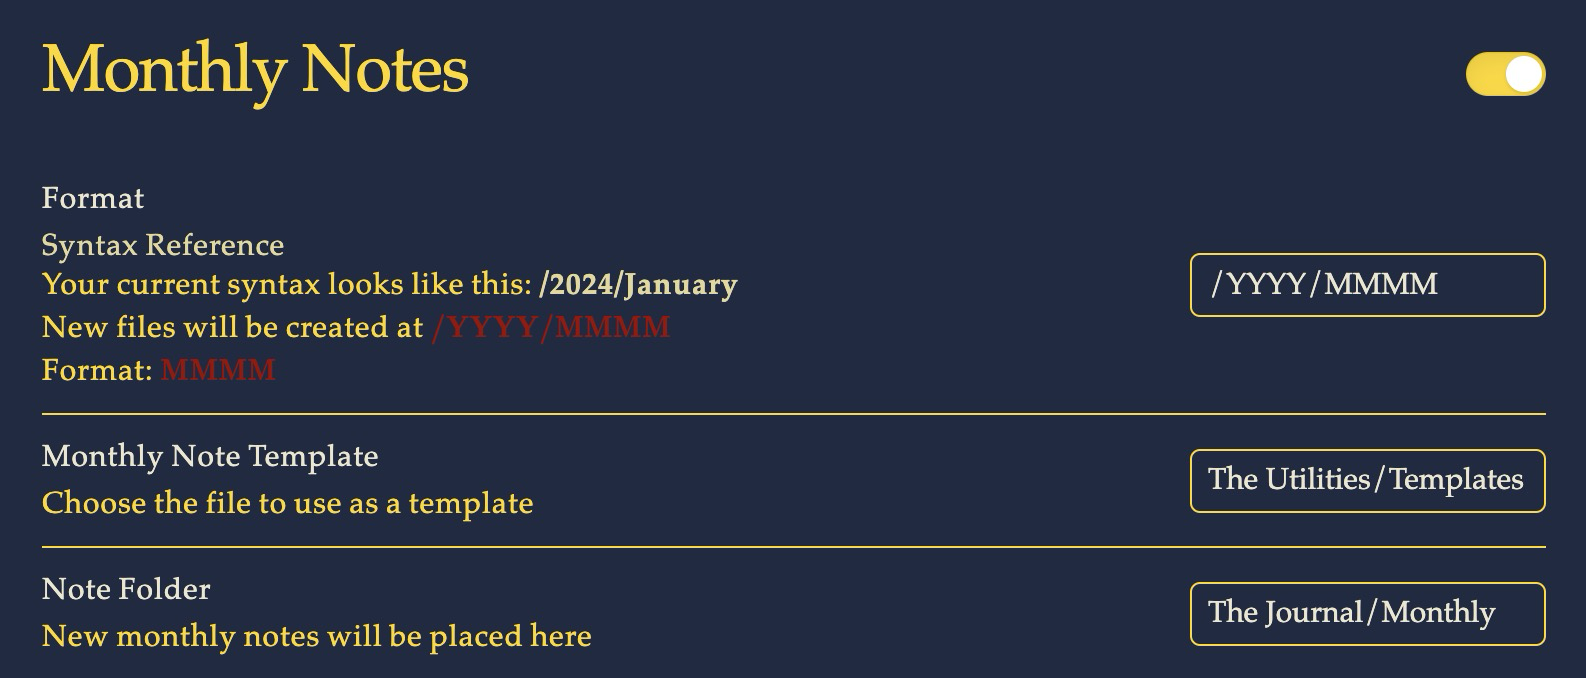 Monthly Notes
Format
Syntax Reference
Your current syntax looks like this: /2024/January
New files will be created at /YYYY/MMMM
Format: MMMM
/YYYY/MMMM
Monthly Note Template
Choose the file to use as a template
The Utilities/Templates
Note Folder
New monthly notes will be placed here
The Journal/Monthly